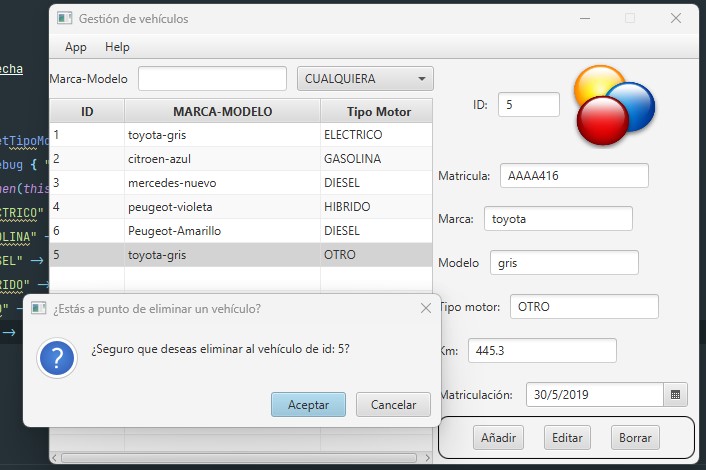 Gestión de vehículos
App Help
Marca-Modelo CUALQUIERA
ID MARCA-MODELO Tipo Motor
1 toyota-gris ELECTRICO
2 citroen-azul GASOLINA
3 mercedes-nuevo DIESEL
4 peugeot-violeta HIBRIDO
6 Peugeot-Amarillo DIESEL
5 toyota-gris OTRO
ID: 5
Matricula: AAAA416
Marca: toyota
Modelo gris
Tipo motor: OTRO
Km: 445.3
Matriculación: 30/5/2019
Añadir Editar Borrar
¿Estás a punto de eliminar un vehículo?
¿Seguro que deseas eliminar al vehículo de id: 5?
Aceptar Cancelar
echa
etTipoMo
ebug { "
hen(this
CTRICO"
OLINA" ->
SEL" ->
RIDO" ->
O" ->
->